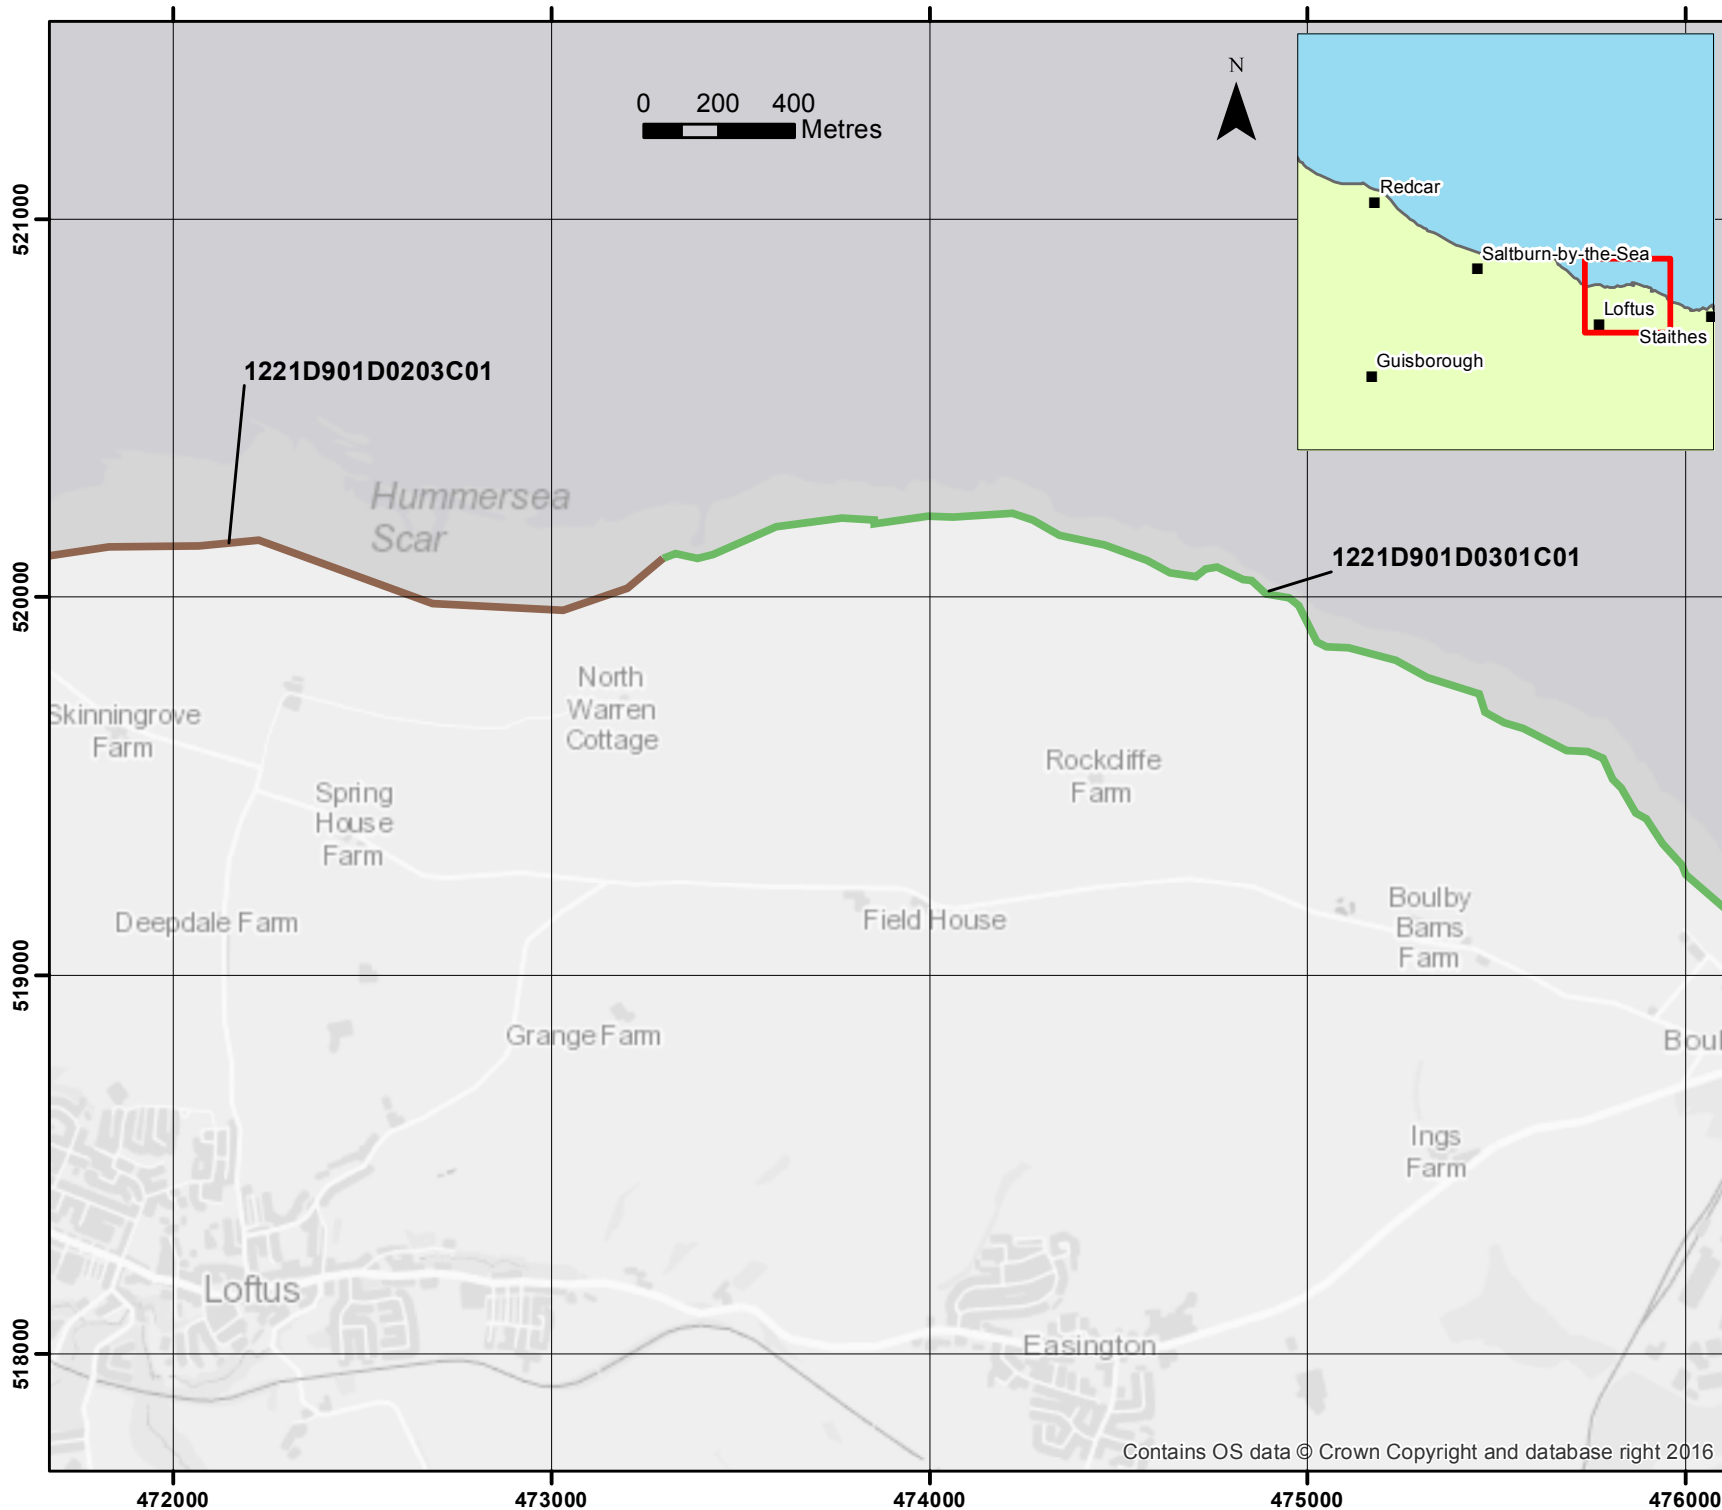 N
0 200 400
Metres
Redcar
Saltburn-by-the-Sea
Loftus
Staithes
Guisborough
521000
1221D901D0203C01
Hummersea
Scar
1221D901D0301C01
520000
North
Warren
Cottage
Skinningrove
Farm
Rockcliffe
Farm
Spring
House
Farm
Boulby
Barns
Farm
Deepdale Farm
Field House
519000
Grange Farm
Boul
Ings
Farm
Loftus
Easington
518000
Contains OS data © Crown Copyright and database right 2016
472000 473000 474000 475000 476000